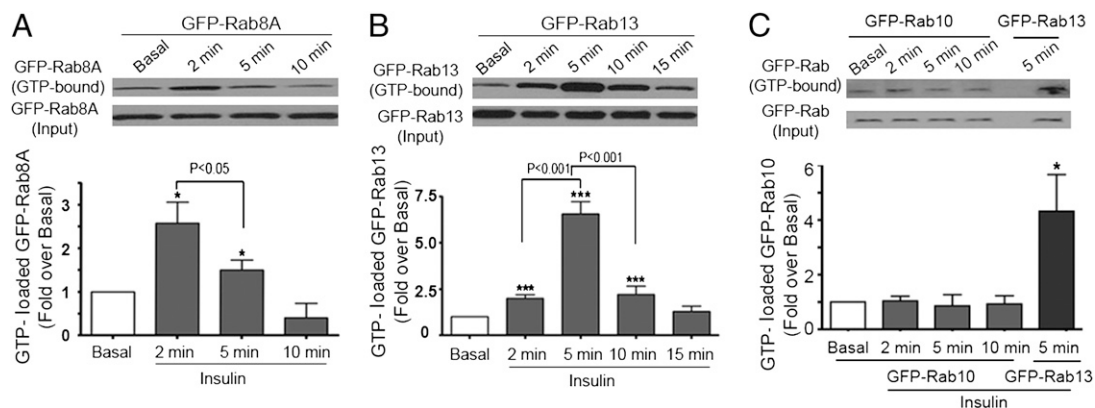 A
GFP-Rab8A
Basal 2 min 5 min 10 min
GFP-Rab8A
(GTP-bound)
GFP-Rab8A
(Input)
GTP- loaded GFP-Rab8A
(Fold over Basal)
3
2
1
0
P<0.05
*
*
Basal 2 min 5 min 10 min
Insulin
B
GFP-Rab13
Basal 2 min 5 min 10 min 15 min
GFP-Rab13
(GTP-bound)
GFP-Rab13
(Input)
GTP- loaded GFP-Rab13
(Fold over Basal)
7.5
5.0
2.5
0
P<0.001
P<0.001
***
***
***
Basal 2 min 5 min 10 min 15 min
Insulin
C
GFP-Rab10 GFP-Rab13
Basal 2 min 5 min 10 min 5 min
GFP-Rab
(GTP-bound)
GFP-Rab
(Input)
GTP- loaded GFP-Rab10
(Fold over Basal)
6
4
2
0
*
Basal 2 min 5 min 10 min 5 min
GFP-Rab10 GFP-Rab13
Insulin